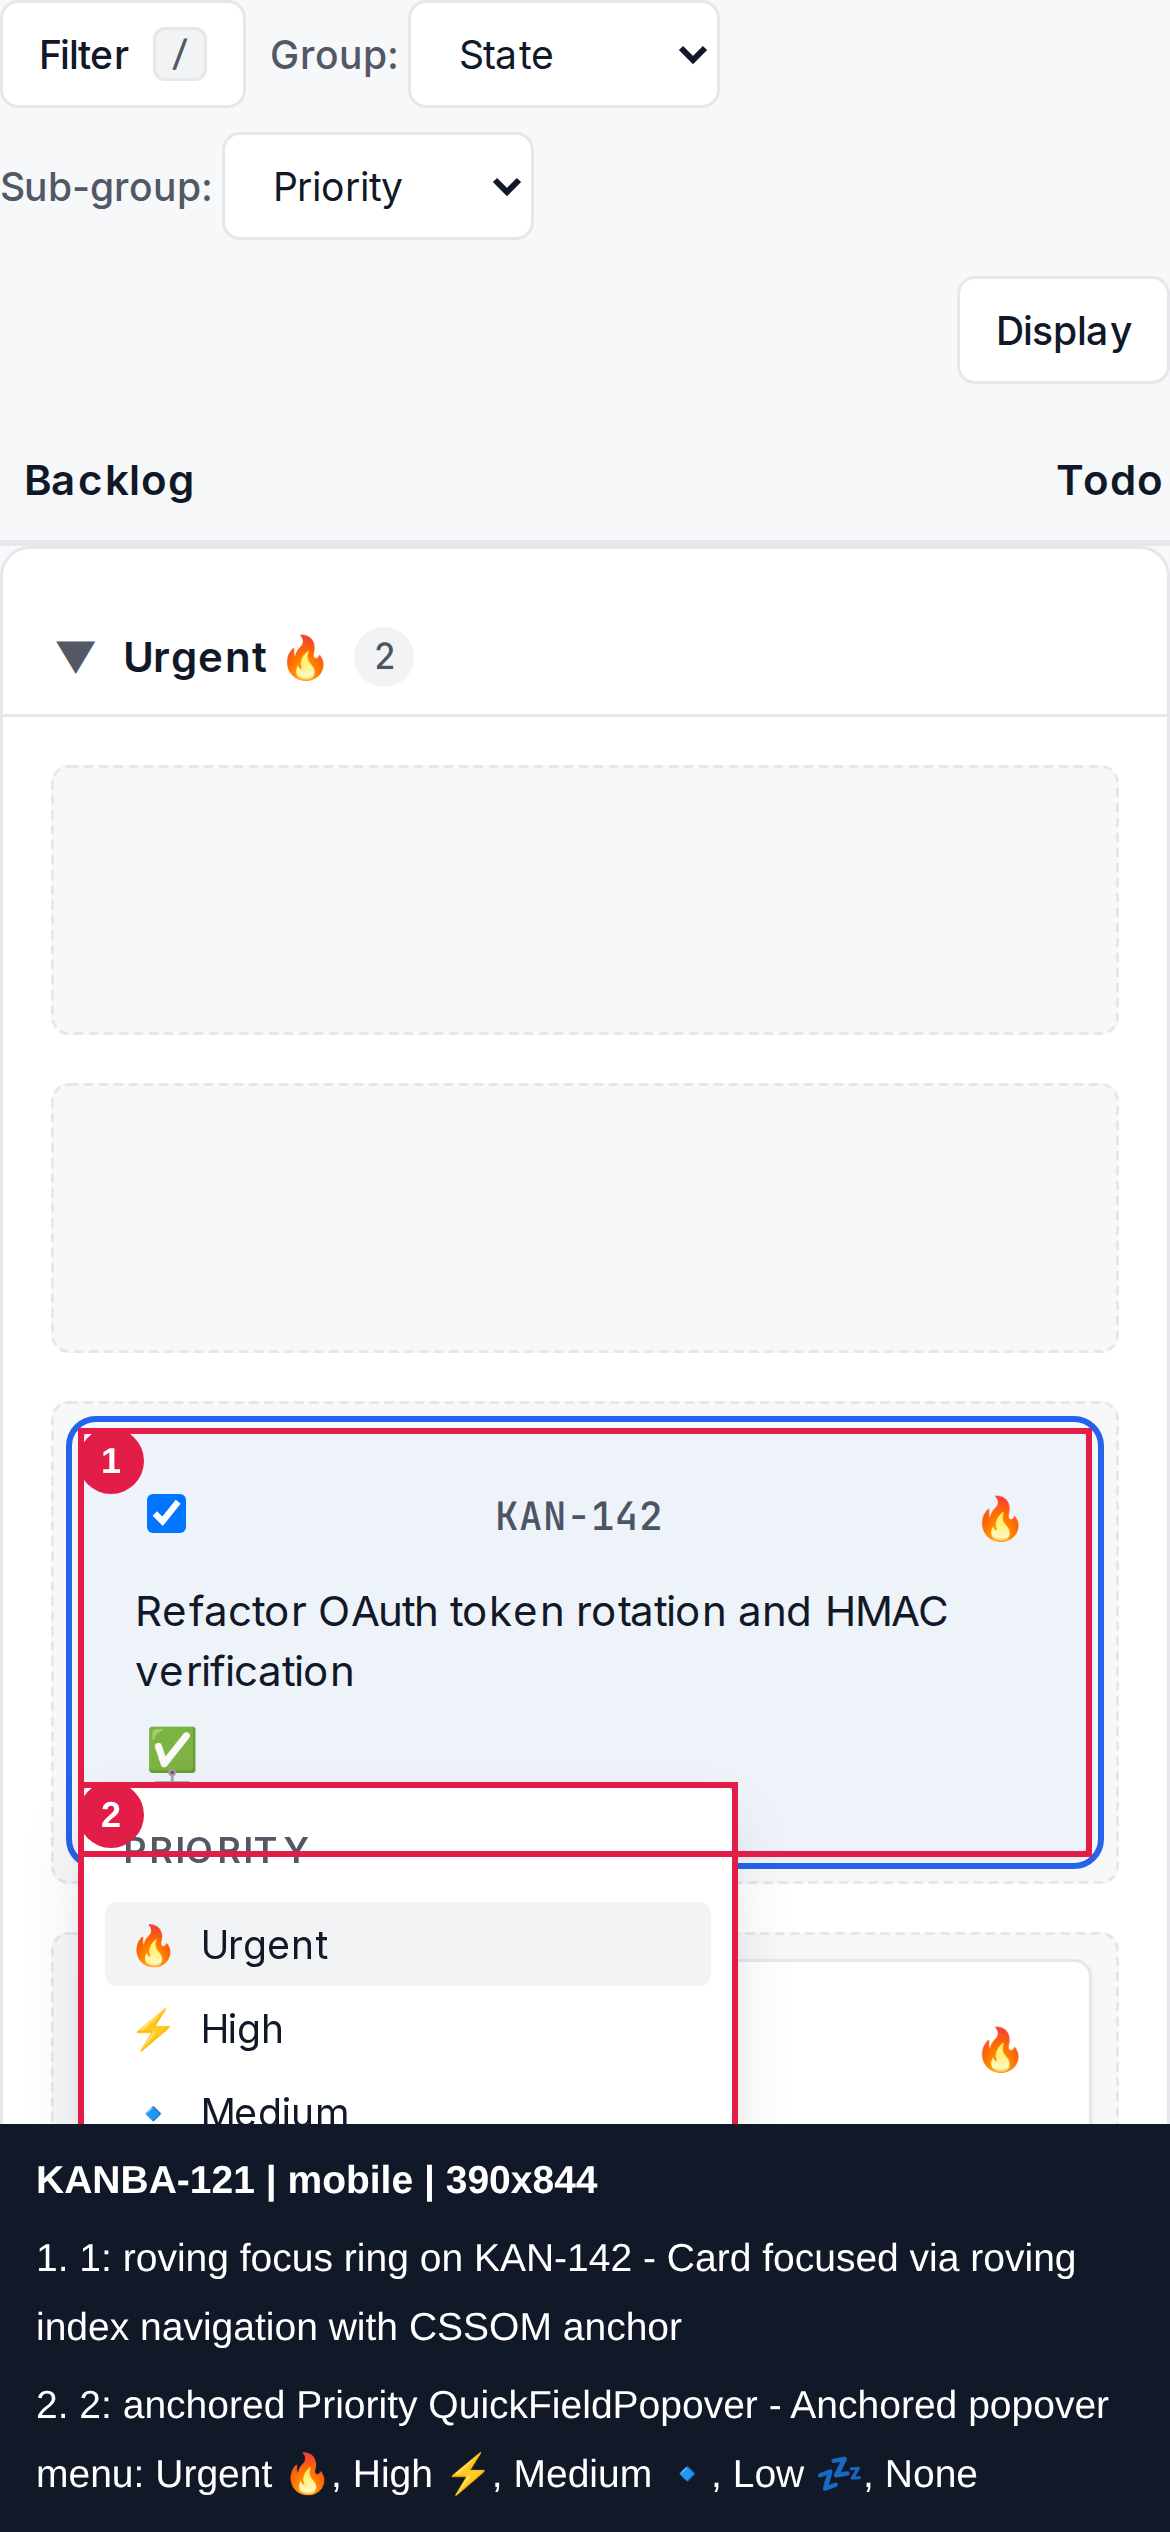 Filter / Group: State
Sub-group: Priority
Display
Backlog Todo
▼ Urgent 🔥 2
1
KAN-142 🔥
Refactor OAuth token rotation and HMAC
verification
✅
2
PRIORITY
🔥 Urgent
⚡ High
🔥
🔹 Medium
KANBA-121 | mobile | 390x844
1. 1: roving focus ring on KAN-142 - Card focused via roving
index navigation with CSSOM anchor
2. 2: anchored Priority QuickFieldPopover - Anchored popover
menu: Urgent 🔥, High ⚡, Medium 🔹, Low 💤, None